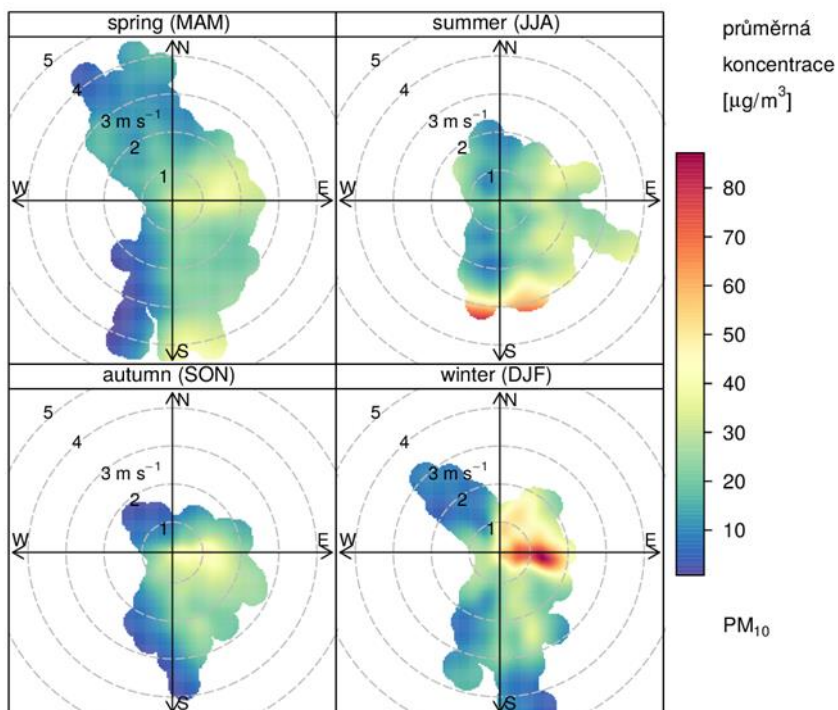 spring (MAM)
N
5
4
3 m s⁻¹
2
1
W
E
S
summer (JJA)
N
5
4
3 m s⁻¹
2
1
W
E
S
autumn (SON)
N
5
4
3 m s⁻¹
2
1
W
E
S
winter (DJF)
N
5
4
3 m s⁻¹
2
1
W
E
S
průměrná
koncentrace
[µg/m³]
80
70
60
50
40
30
20
10
PM₁₀